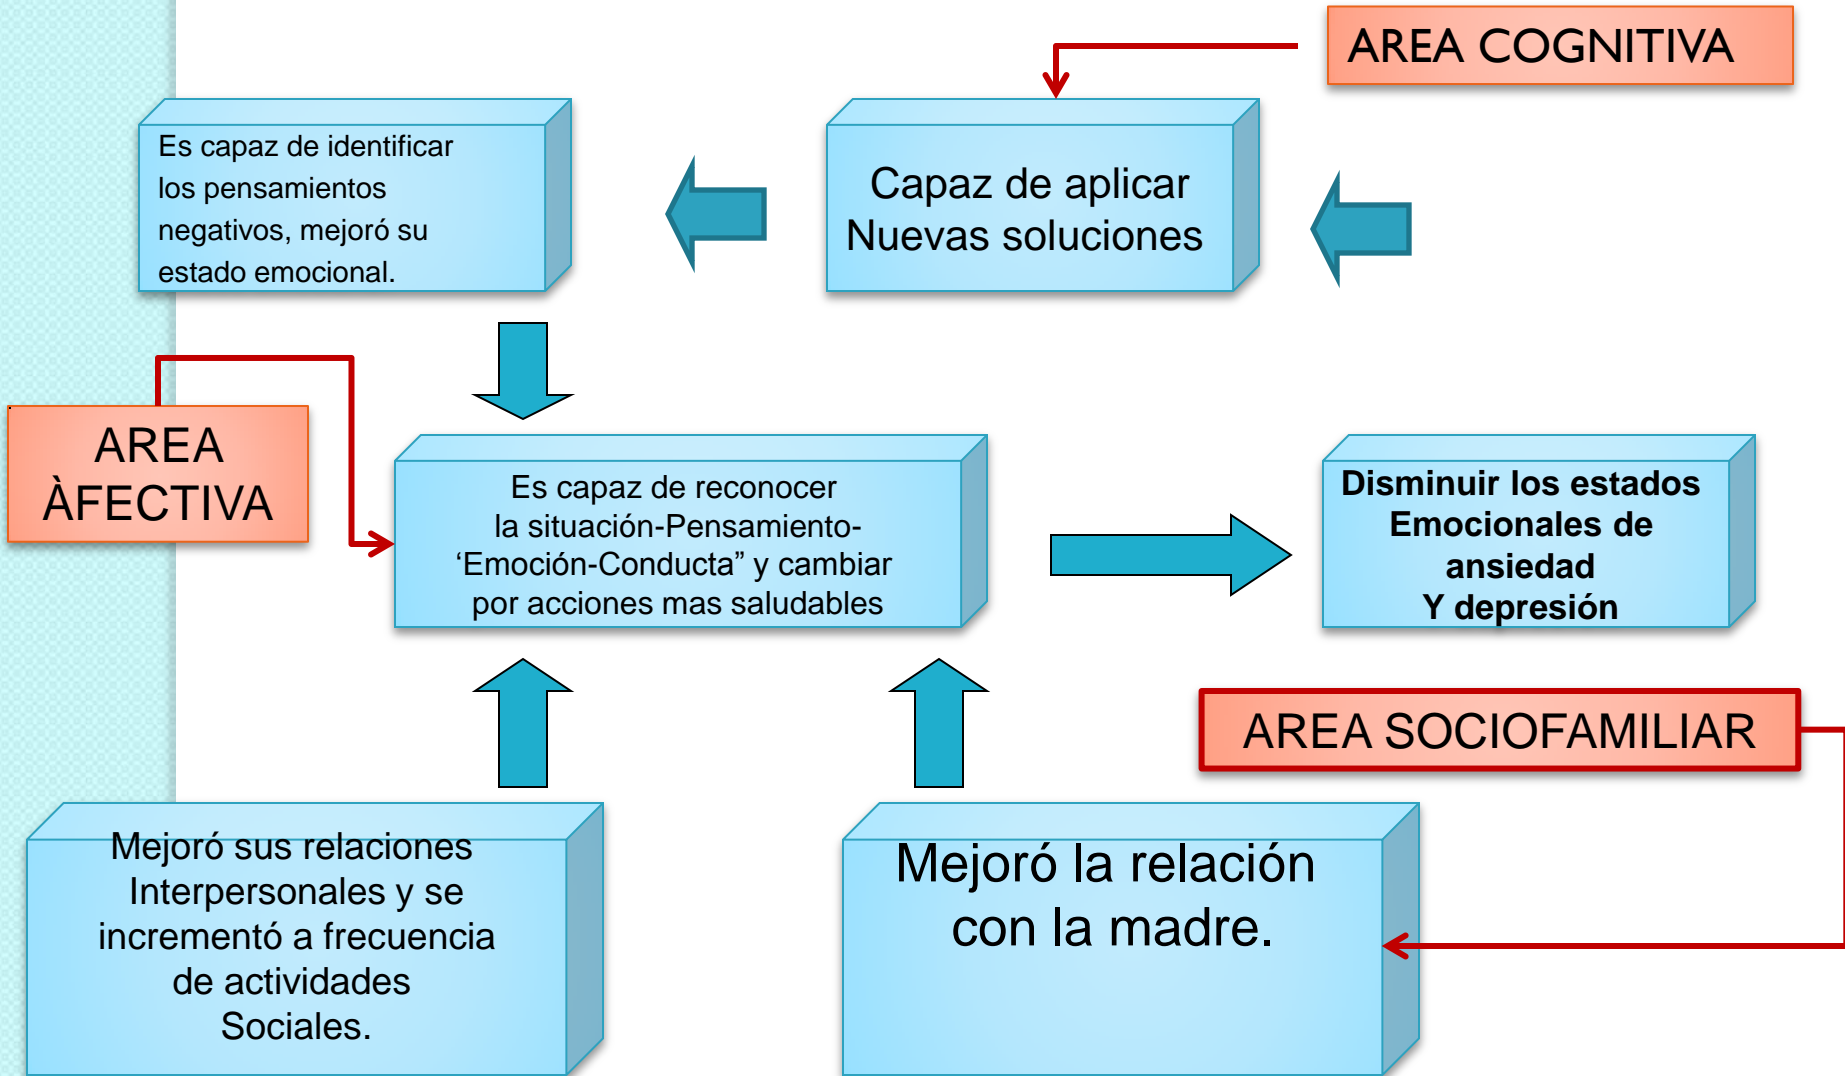 AREA COGNITIVA
Es capaz de identificar
los pensamientos
negativos, mejoró su
estado emocional.
Capaz de aplicar
Nuevas soluciones
AREA
ÀFECTIVA
Es capaz de reconocer
la situación-Pensamiento-
‘Emoción-Conducta” y cambiar
por acciones mas saludables
Disminuir los estados
Emocionales de
ansiedad
Y depresión
AREA SOCIOFAMILIAR
Mejoró sus relaciones
Interpersonales y se
incrementó a frecuencia
de actividades
Sociales.
Mejoró la relación
con la madre.